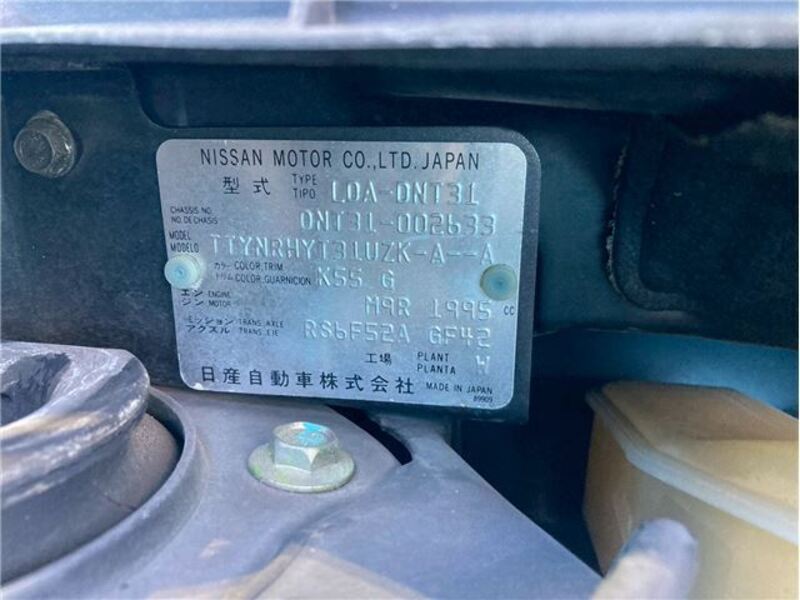 NISSAN MOTOR CO.,LTD. JAPAN
型式 TYPE TIPO LDA-DNT31
CHASSIS NO. NO. DE CHASIS DNT31-002633
MODEL MODELO TTYNRHYT31UZK-A--A
カラー COLOR, TRIM トリム COLOR, GUARNICION K55 G
エンジン ENGINE MOTOR M9R 1995 CC
ミッション TRANS. AXLE アクスル TRANS. EJE RS6F52A GF42
工場 PLANT PLANTA W
日産自動車株式会社 MADE IN JAPAN
89909